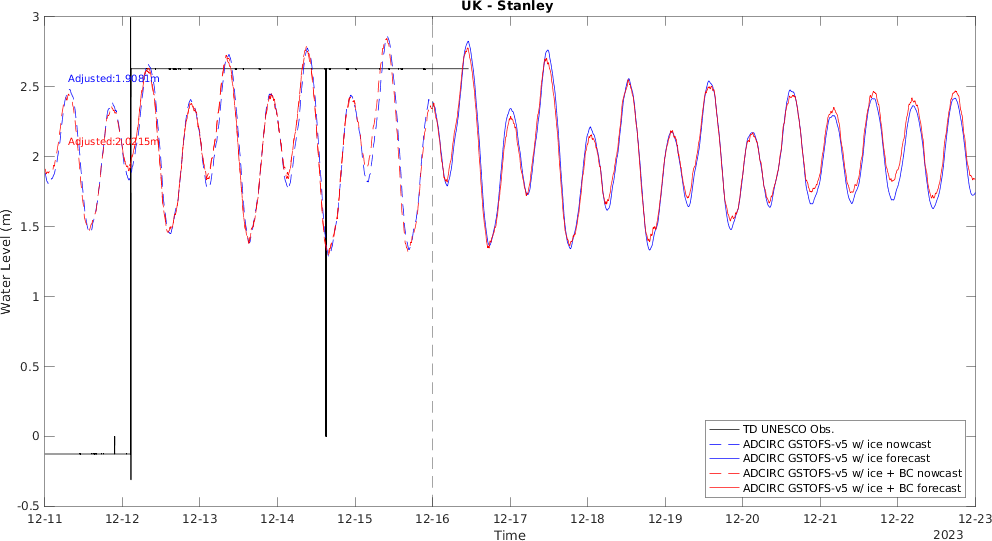 UK - Stanley
3
2.5
2
1.5
1
0.5
0
-0.5
Water Level (m)
Adjusted:1.9081m
Adjusted:2.0215m
TD UNESCO Obs.
ADCIRC GSTOFS-v5 w/ ice nowcast
ADCIRC GSTOFS-v5 w/ ice forecast
ADCIRC GSTOFS-v5 w/ ice + BC nowcast
ADCIRC GSTOFS-v5 w/ ice + BC forecast
12-11 12-12 12-13 12-14 12-15 12-16 12-17 12-18 12-19 12-20 12-21 12-22 12-23
Time
2023